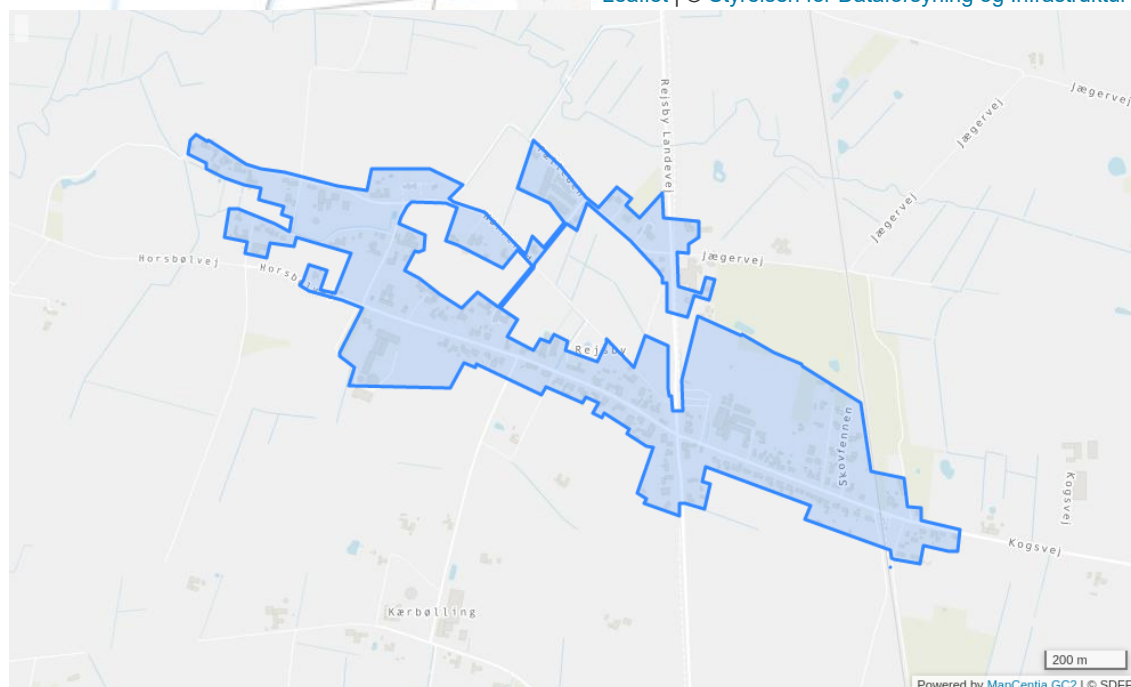 Leaflet | © Styrelsen for Dataforsyning og Infrastruktur
Rejsby Landevej
Jægervej
Jægervej
Jægervej
Jægervej
Horsbølvej
Rejsby
Skovfennen
Kogsvej
Kogsvej
Kærbølling
200 m
Powered by MapCentia GC2 | © SDFE